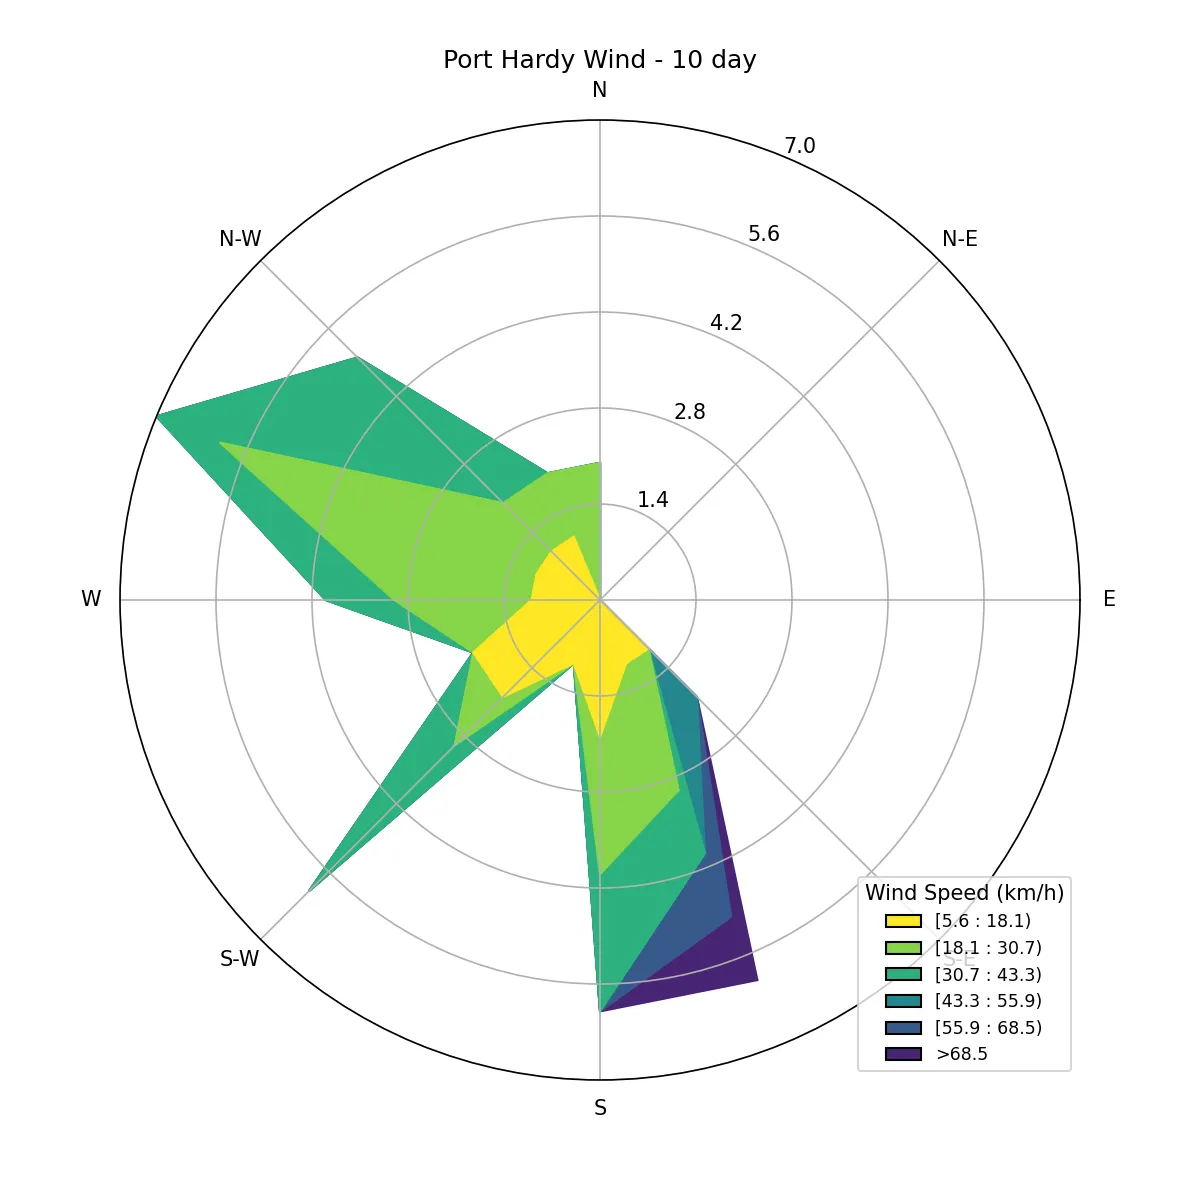 Port Hardy Wind - 10 day
N
7.0
N-W
5.6
N-E
4.2
2.8
1.4
W
E
S-W
S-E
S
Wind Speed (km/h)
[5.6 : 18.1)
[18.1 : 30.7)
[30.7 : 43.3)
[43.3 : 55.9)
[55.9 : 68.5)
>68.5